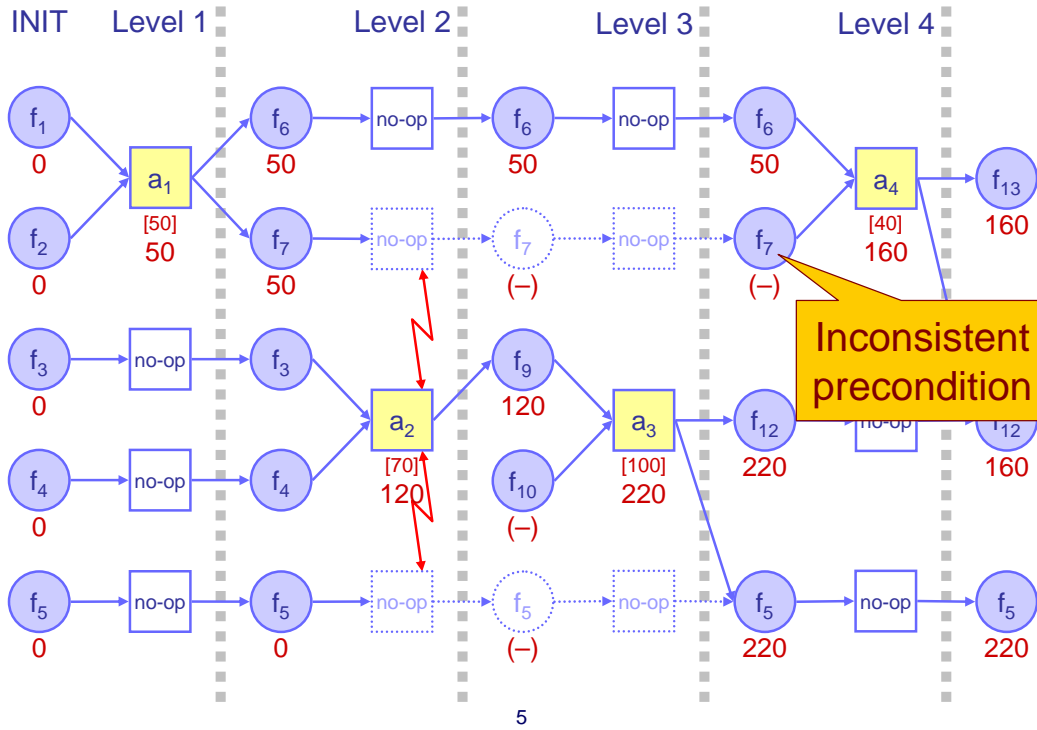 INIT Level 1 Level 2 Level 3 Level 4
f1 f6 no-op f6 no-op f6
0 a1 50 50 50 a4 f13
[50] [40] 160
f2 50 f7 no-op f7 no-op f7 160
0 50 (–) (–)
Inconsistent
precondition
f3 no-op f3 f9
0 120
a2 a3 f12 no-op f12
[70] [100] 220 160
f4 no-op f4 120 f10 220
0 (–)
f5 no-op f5 no-op f5 no-op f5 no-op f5
0 0 (–) 220 220
5